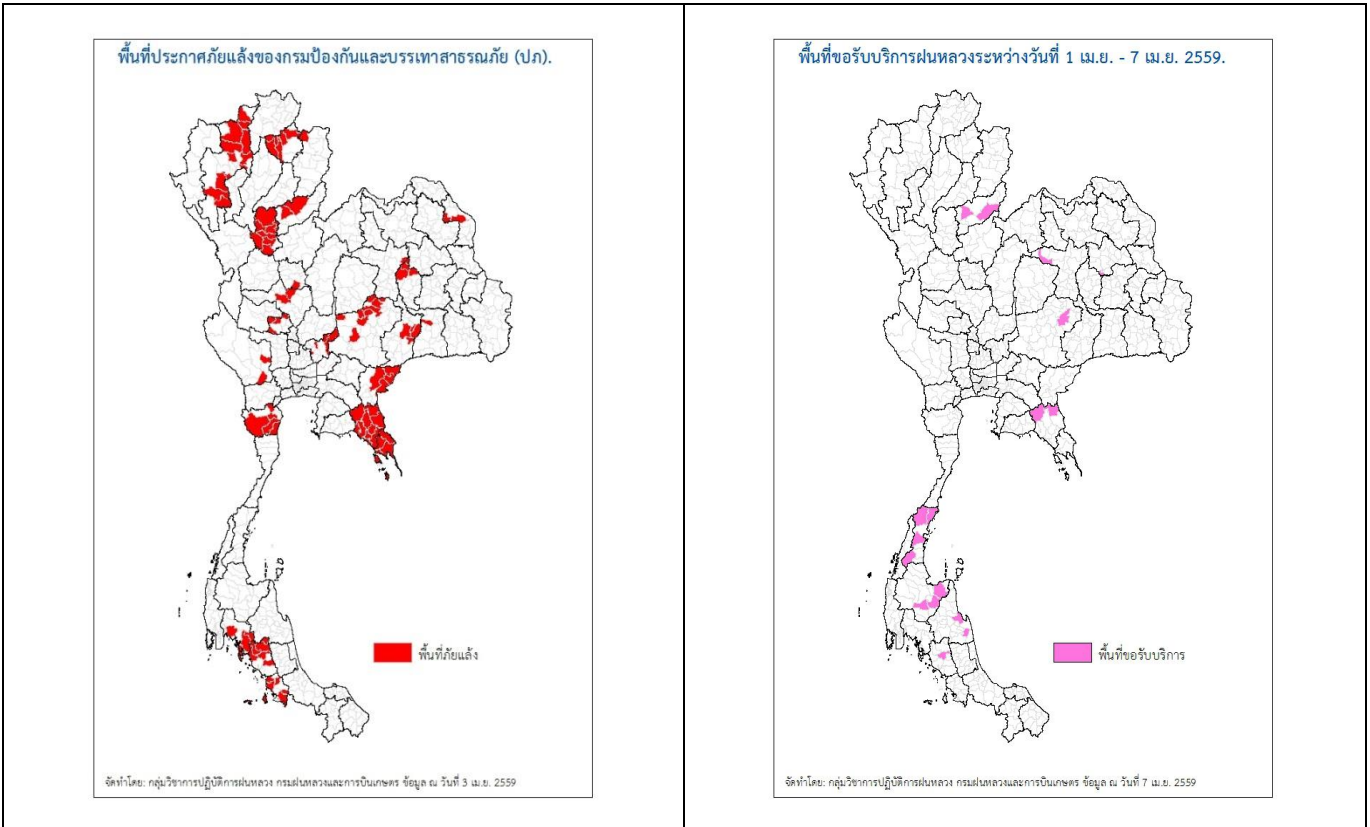 พื้นที่ประกาศภัยแล้งของกรมป้องกันและบรรเทาสาธรณภัย (ปภ).
พื้นที่ภัยแล้ง
จัดทำโดย: กลุ่มวิชาการปฏิบัติการฝนหลวง กรมฝนหลวงและการบินเกษตร ข้อมูล ณ วันที่ 3 เม.ย. 2559
พื้นที่ขอรับบริการฝนหลวงระหว่างวันที่ 1 เม.ย. - 7 เม.ย. 2559.
พื้นที่ขอรับบริการ
จัดทำโดย: กลุ่มวิชาการปฏิบัติการฝนหลวง กรมฝนหลวงและการบินเกษตร ข้อมูล ณ วันที่ 7 เม.ย. 2559